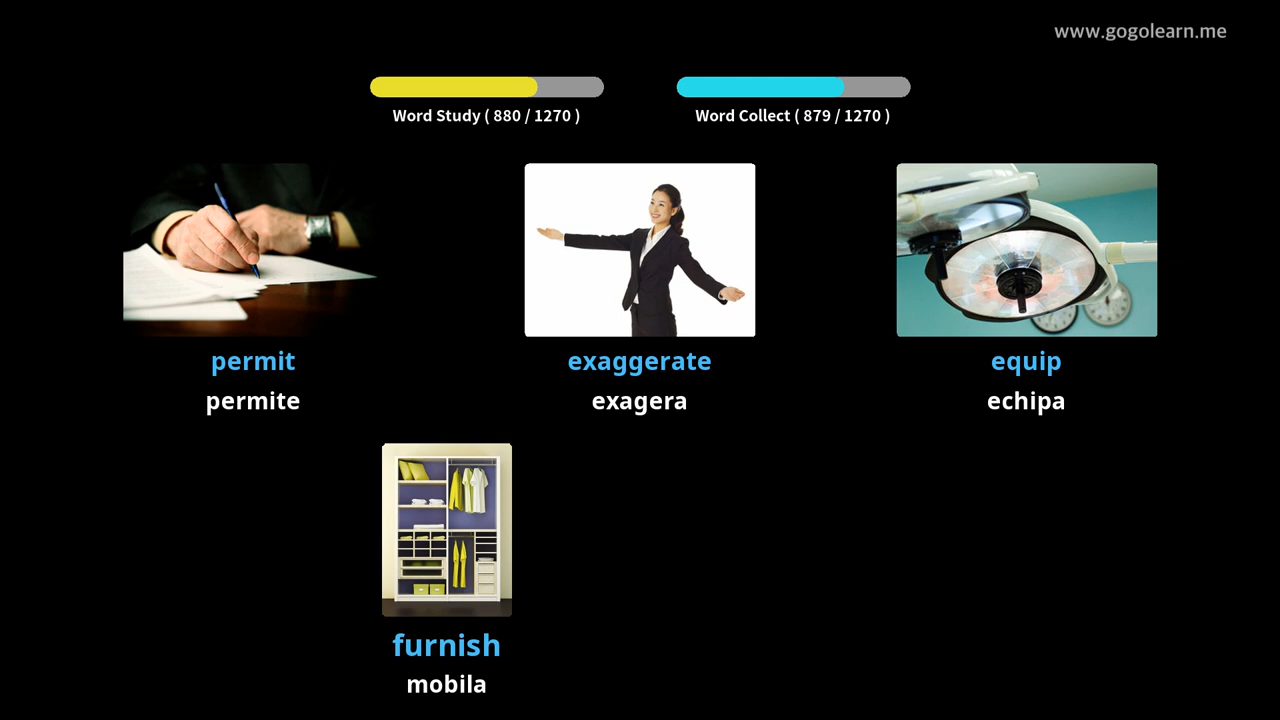 www.gogolearn.me
Word Study ( 880 / 1270 )
Word Collect ( 879 / 1270 )
permit
permite
exaggerate
exagera
equip
echipa
furnish
mobila